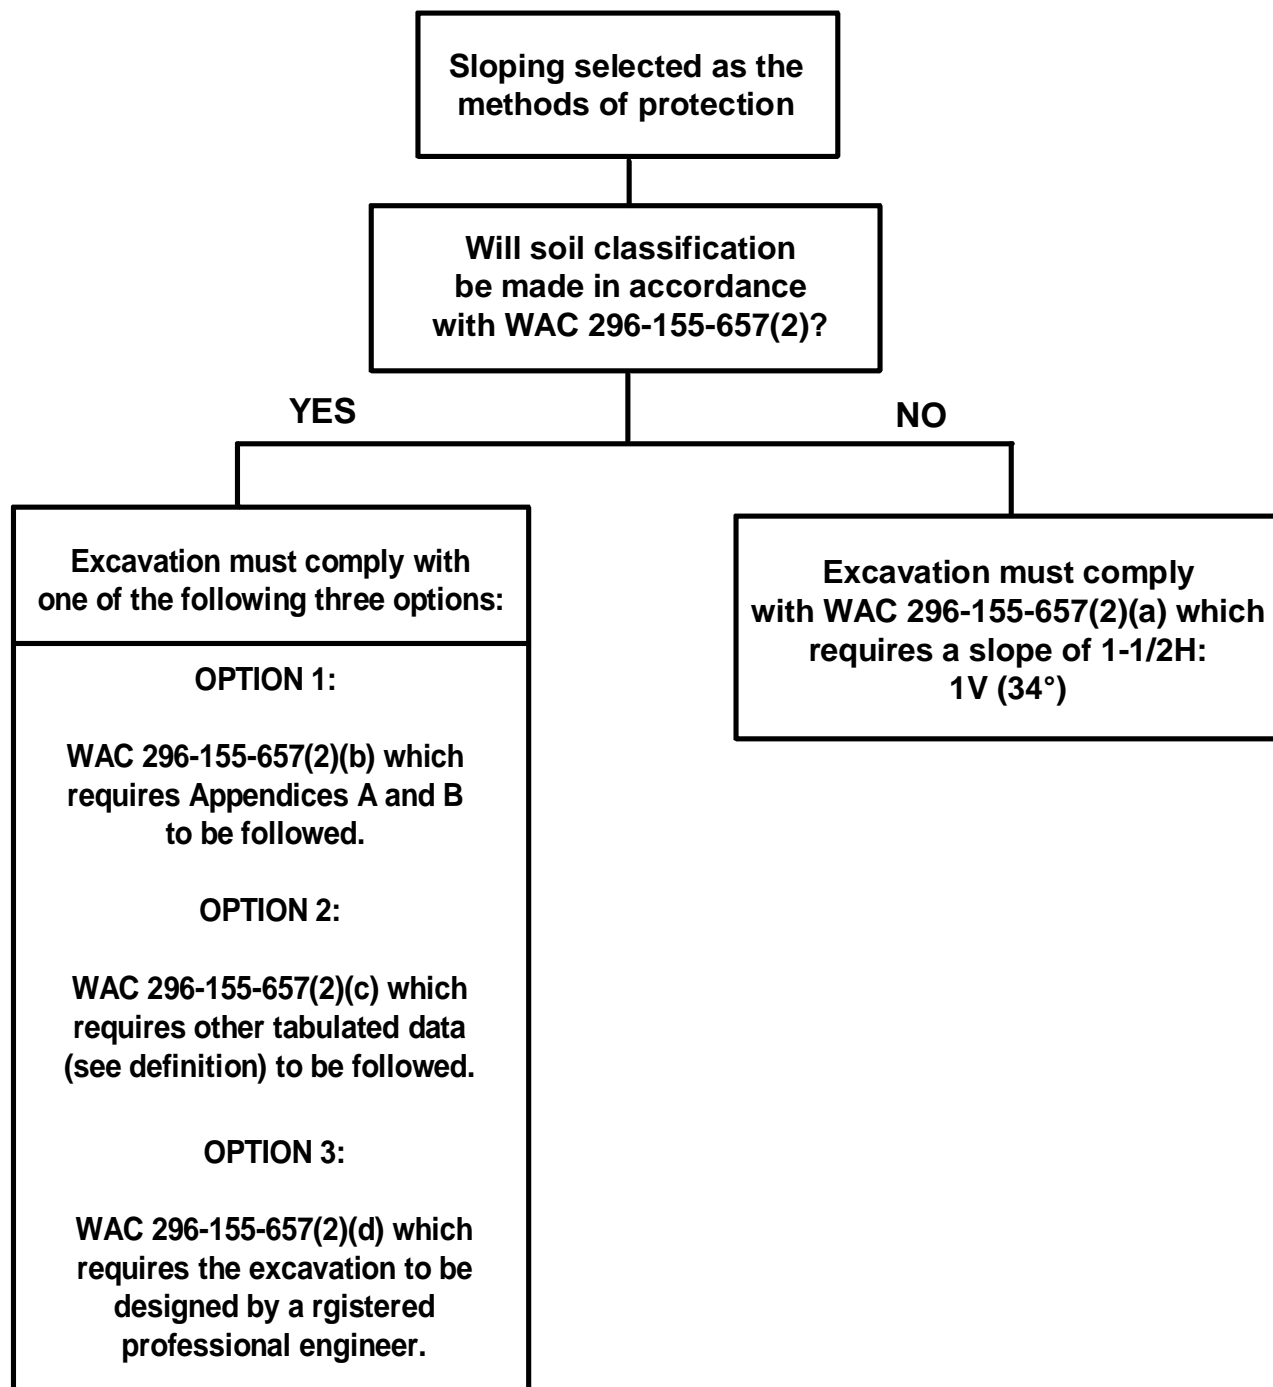 Sloping selected as the
methods of protection
Will soil classification
be made in accordance
with WAC 296-155-657(2)?
YES
NO
Excavation must comply with
one of the following three options:
OPTION 1:
WAC 296-155-657(2)(b) which
requires Appendices A and B
to be followed.
OPTION 2:
WAC 296-155-657(2)(c) which
requires other tabulated data
(see definition) to be followed.
OPTION 3:
WAC 296-155-657(2)(d) which
requires the excavation to be
designed by a rgistered
professional engineer.
Excavation must comply
with WAC 296-155-657(2)(a) which
requires a slope of 1-1/2H:
1V (34°)